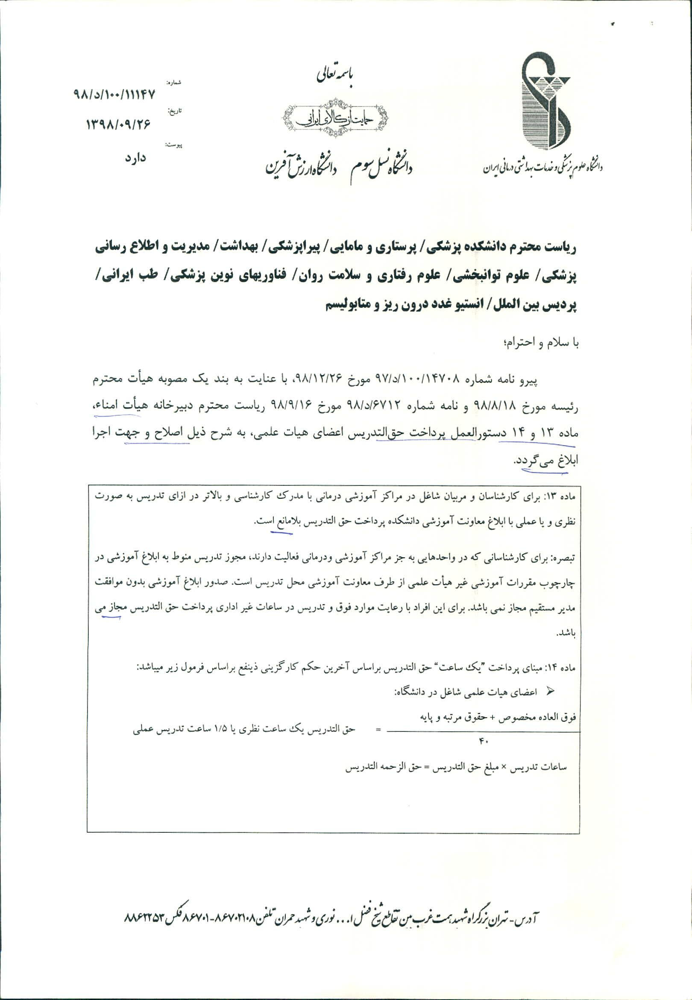 باسمه تعالی
حمایت از کالای ایرانی
دانشگاه نسل سوم دانشگاه ارزش آفرین
دانشگاه علوم پزشکی و خدمات بهداشتی درمانی ایران
شماره:
۹۸/د/۱۰۰/۱۱۱۴۷
تاریخ:
۱۳۹۸/۰۹/۲۶
پیوست:
دارد
ریاست محترم دانشکده پزشکی/ پرستاری و مامایی/ پیراپزشکی/ بهداشت/ مدیریت و اطلاع رسانی
پزشکی/ علوم توانبخشی/ علوم رفتاری و سلامت روان/ فناوریهای نوین پزشکی/ طب ایرانی/
پردیس بین الملل/ انستیو غدد درون ریز و متابولیسم
با سلام و احترام؛
پیرو نامه شماره ۹۷/د/۱۰۰/۱۴۷۰۸ مورخ ۹۸/۱۲/۲۶، با عنایت به بند یک مصوبه هیأت محترم
رئیسه مورخ ۹۸/۸/۱۸ و نامه شماره ۹۸/د/۶۷۱۲ مورخ ۹۸/۹/۱۶ ریاست محترم دبیرخانه هیأت امناء،
ماده ۱۳ و ۱۴ دستورالعمل پرداخت حق‌التدریس اعضای هیات علمی، به شرح ذیل اصلاح و جهت اجرا
ابلاغ می‌گردد.
ماده ۱۳: برای کارشناسان و مربیان شاغل در مراکز آموزشی درمانی با مدرک کارشناسی و بالاتر در ازای تدریس به صورت
نظری و یا عملی با ابلاغ معاونت آموزشی دانشکده پرداخت حق التدریس بلامانع است.
تبصره: برای کارشناسانی که در واحدهایی به جز مراکز آموزشی ودرمانی فعالیت دارند، مجوز تدریس منوط به ابلاغ آموزشی در
چارچوب مقررات آموزشی غیر هیأت علمی از طرف معاونت آموزشی محل تدریس است. صدور ابلاغ آموزشی بدون موافقت
مدیر مستقیم مجاز نمی باشد. برای این افراد با رعایت موارد فوق و تدریس در ساعات غیر اداری پرداخت حق التدریس مجاز می
باشد.
ماده ۱۴: مبنای پرداخت "یک ساعت" حق التدریس براساس آخرین حکم کارگزینی ذینفع براساس فرمول زیر میباشد:
➢ اعضای هیات علمی شاغل در دانشگاه:
فوق العاده مخصوص + حقوق مرتبه و پایه
= حق التدریس یک ساعت نظری یا ۱/۵ ساعت تدریس عملی
۴۰
ساعات تدریس × مبلغ حق التدریس = حق الزحمه التدریس
آدرس- تهران بزرگراه شهید همت غرب بین تقاطع شیخ فضل ا... نوری و شهید چمران تلفن ۸۶۷۰۲۱۰۸-۸۶۷۰۱ فکس ۸۸۶۲۲۵۳